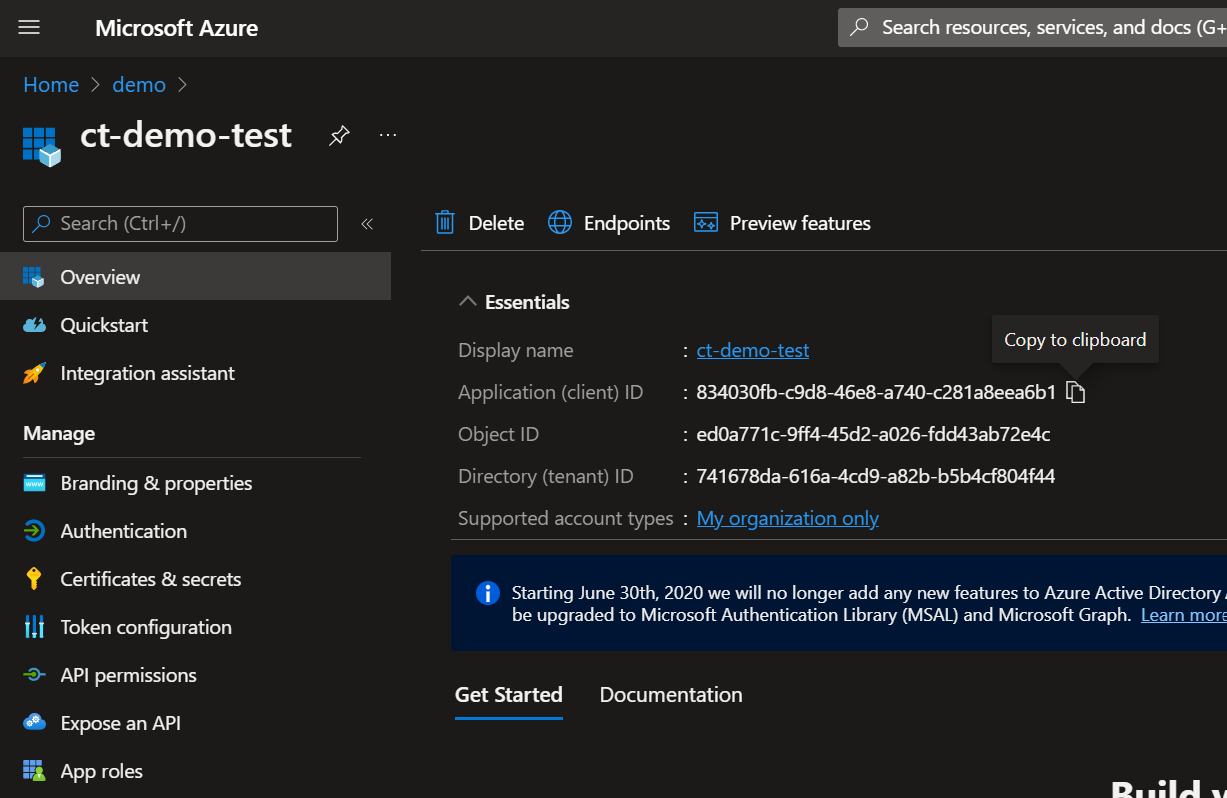 Microsoft Azure
Search resources, services, and docs (G+
Home > demo >
ct-demo-test
...
Search (Ctrl+/)
«
Delete
Endpoints
Preview features
Overview
Quickstart
Integration assistant
Manage
Branding & properties
Authentication
Certificates & secrets
Token configuration
API permissions
Expose an API
App roles
Essentials
Copy to clipboard
Display name : ct-demo-test
Application (client) ID : 834030fb-c9d8-46e8-a740-c281a8eea6b1
Object ID : ed0a771c-9ff4-45d2-a026-fdd43ab72e4c
Directory (tenant) ID : 741678da-616a-4cd9-a82b-b5b4cf804f44
Supported account types : My organization only
Starting June 30th, 2020 we will no longer add any new features to Azure Active Directory
be upgraded to Microsoft Authentication Library (MSAL) and Microsoft Graph. Learn more
Get Started
Documentation
Build